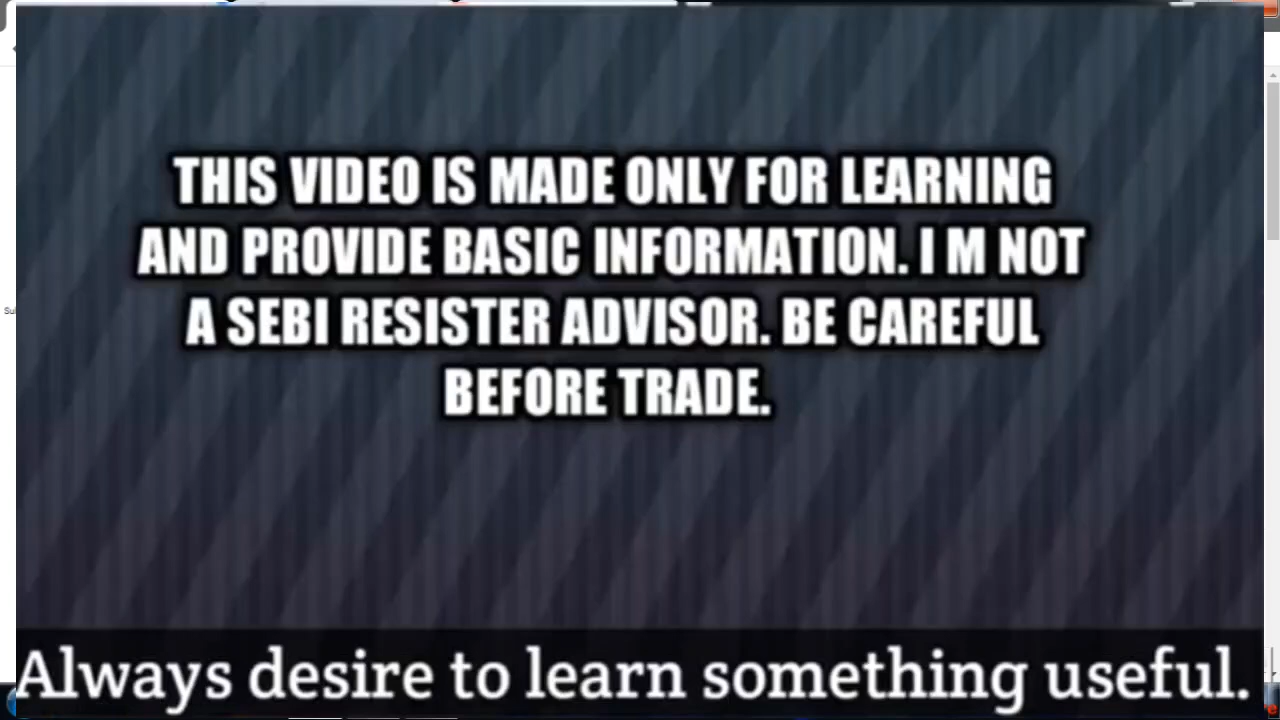 THIS VIDEO IS MADE ONLY FOR LEARNING
AND PROVIDE BASIC INFORMATION. I M NOT
A SEBI RESISTER ADVISOR. BE CAREFUL
BEFORE TRADE.
Always desire to learn something useful.